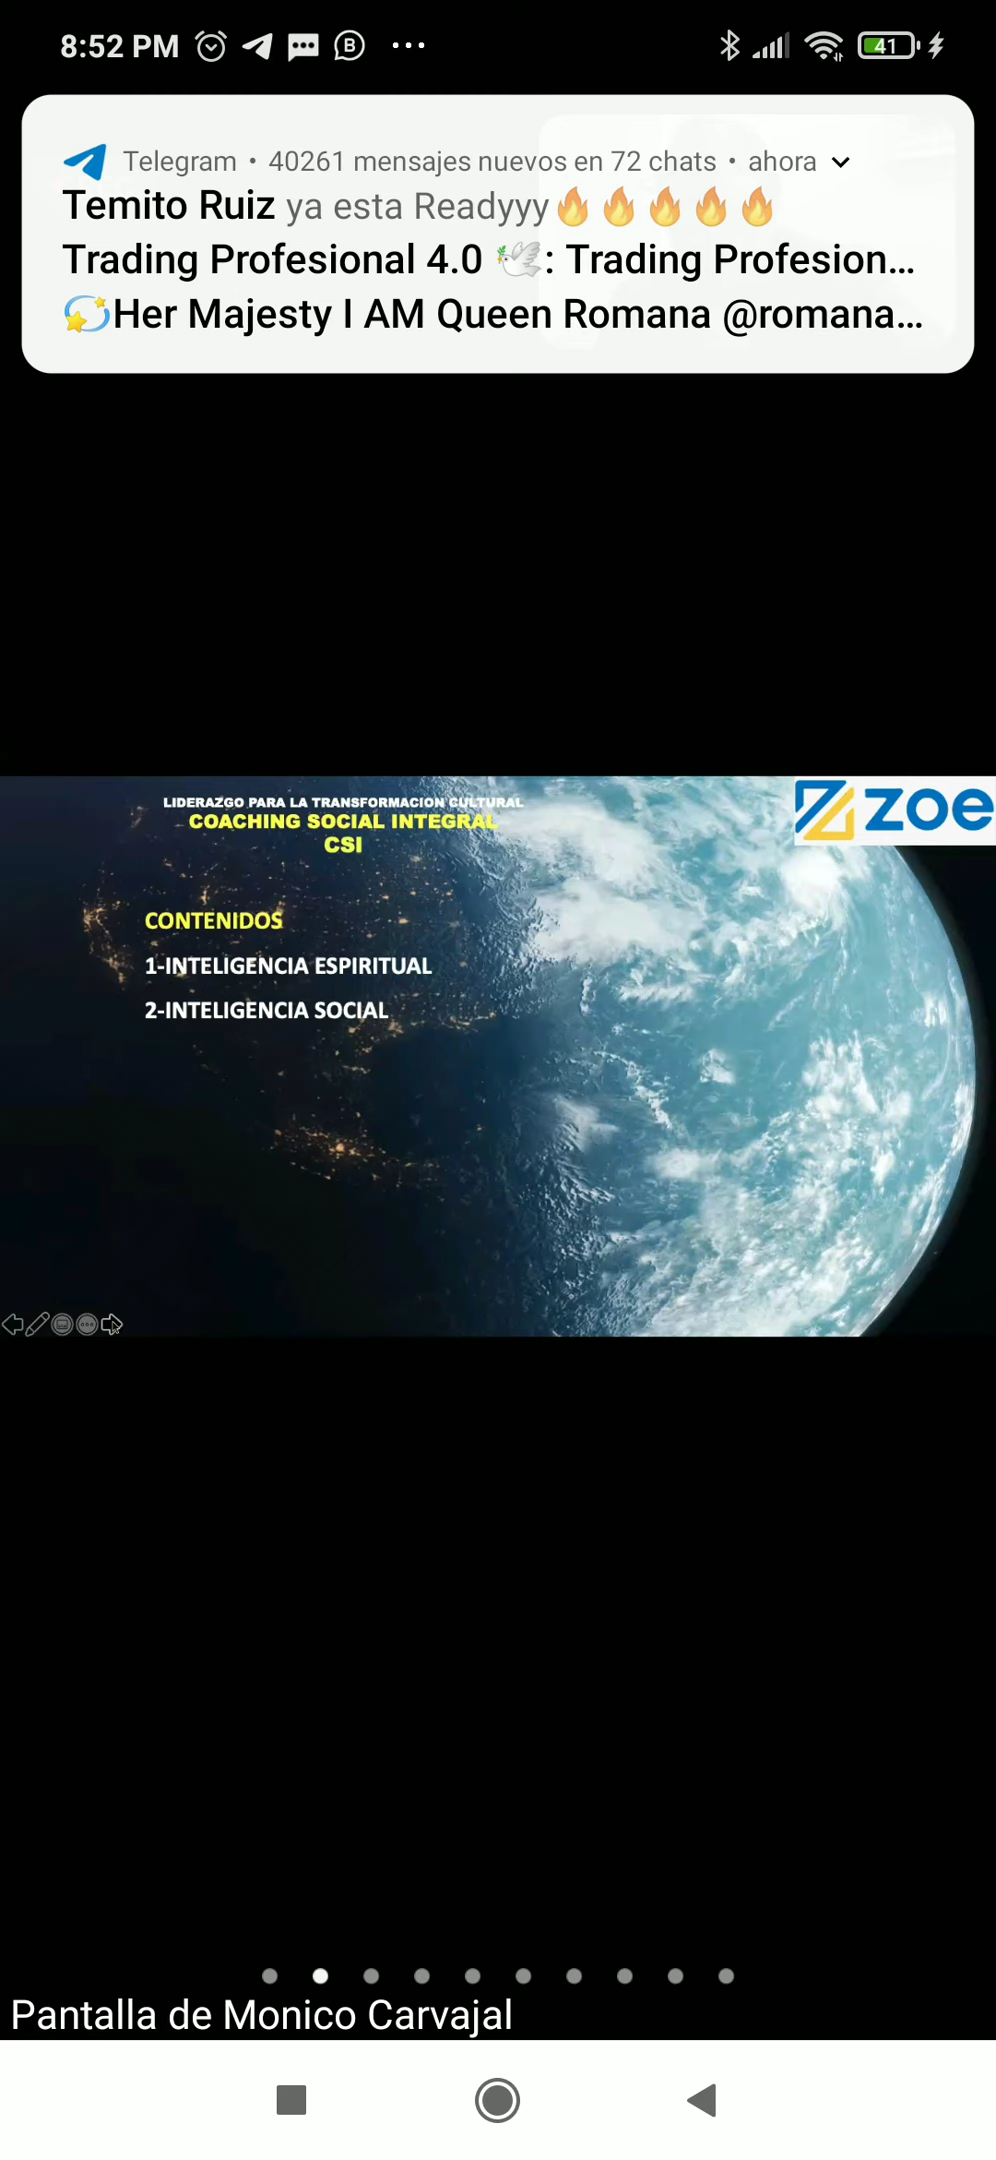 8:52 PM
41
Telegram • 40261 mensajes nuevos en 72 chats • ahora
Temito Ruiz ya esta Readyyy🔥🔥🔥🔥🔥
Trading Profesional 4.0 🕊️: Trading Profesion...
💫Her Majesty I AM Queen Romana @romana...
LIDERAZGO PARA LA TRANSFORMACION CULTURAL
COACHING SOCIAL INTEGRAL
CSI
zoe
CONTENIDOS
1-INTELIGENCIA ESPIRITUAL
2-INTELIGENCIA SOCIAL
Pantalla de Monico Carvajal